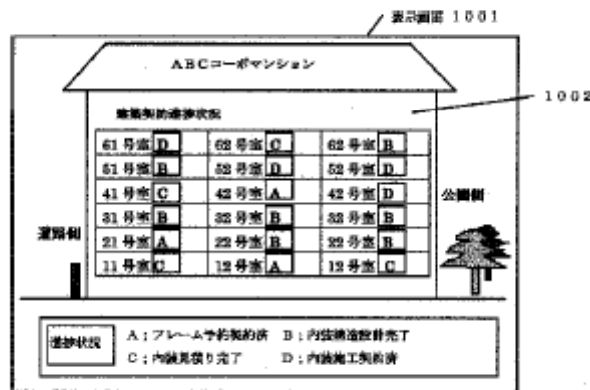 表示画面 1001
ABCコーポマンション
1002
建築契約進捗状況
61号室 D 62号室 C 62号室 B
51号室 B 52号室 D 52号室 D
41号室 C 42号室 A 42号室 D
公園側
31号室 B 32号室 B 32号室 B
道路側
21号室 A 22号室 B 22号室 B
11号室 C 12号室 A 12号室 C
進捗状況
A;フレーム予約契約済 B;内装構造設計完了
C;内装見積り完了 D;内装施工契約済